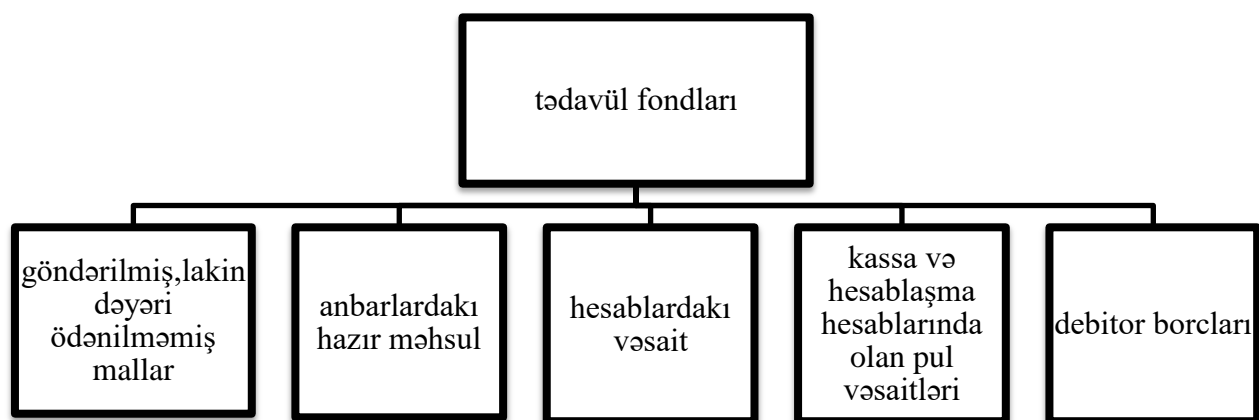 tədavül fondları
göndərilmiş,lakin
dəyəri
ödənilməmiş
mallar
anbarlardakı
hazır məhsul
hesablardakı
vəsait
kassa və
hesablaşma
hesablarında
olan pul
vəsaitləri
debitor borcları